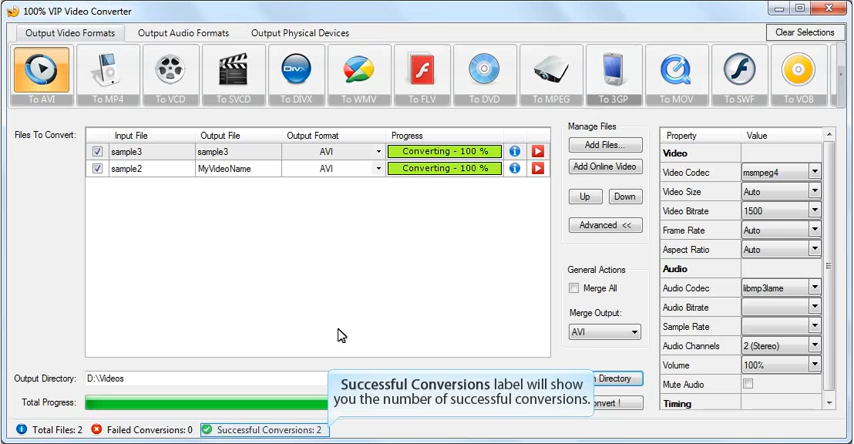 100% VIP Video Converter
Output Video Formats Output Audio Formats Output Physical Devices Clear Selections
To AVI To MP4 To VCD To SVCD To DIVX To WMV To FLV To DVD To MPEG To 3GP To MOV To SWF To VOB
DIVX
Files To Convert:
Input File Output File Output Format Progress
sample3 sample3 AVI Converting - 100 %
sample2 MyVideoName AVI Converting - 100 %
Manage Files
Add Files...
Add Online Video
Up Down
Advanced <<
General Actions
Merge All
Merge Output:
AVI
Property Value
Video
Video Codec msmpeg4
Video Size Auto
Video Bitrate 1500
Frame Rate Auto
Aspect Ratio Auto
Audio
Audio Codec libmp3lame
Audio Bitrate
Sample Rate
Audio Channels 2 (Stereo)
Volume 100%
Mute Audio
Timing
Output Directory: D:\Videos Directory
Total Progress:
Successful Conversions label will show
you the number of successful conversions.
Total Files: 2 Failed Conversions: 0 Successful Conversions: 2